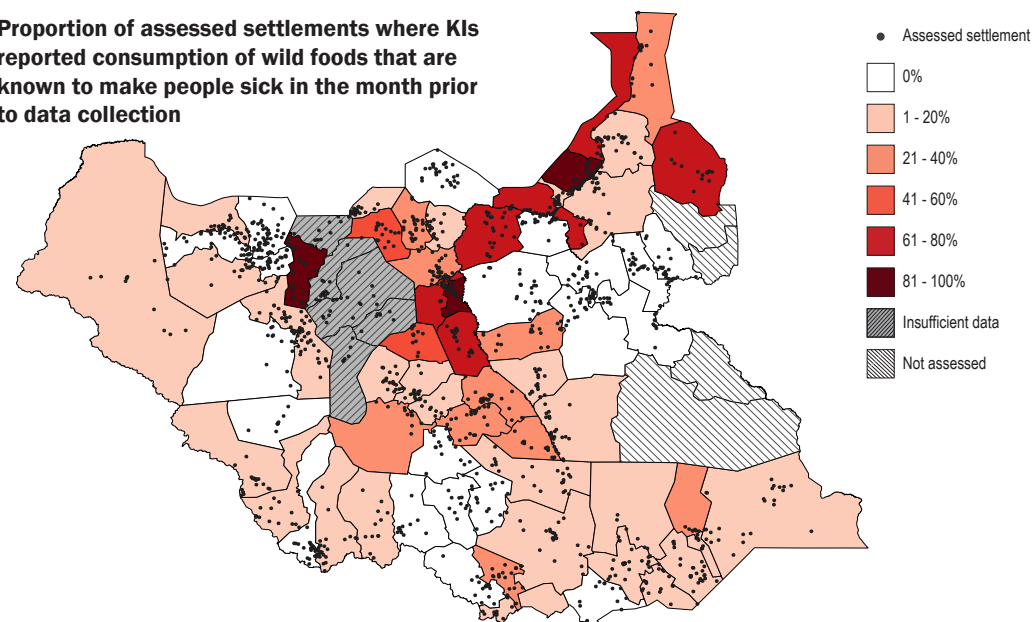 Proportion of assessed settlements where KIs
reported consumption of wild foods that are
known to make people sick in the month prior
to data collection
Assessed settlement
0%
1 - 20%
21 - 40%
41 - 60%
61 - 80%
81 - 100%
Insufficient data
Not assessed